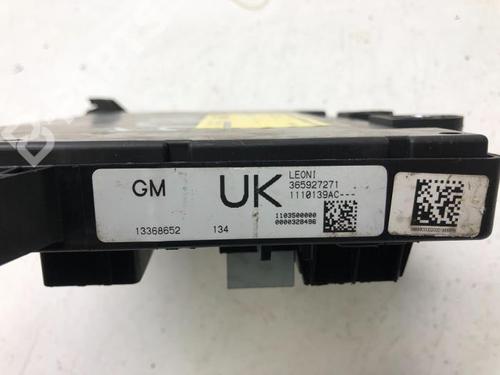 GM
UK
LEONI
365927271
1110139AC---
13368652
134
1103500000
0000328496